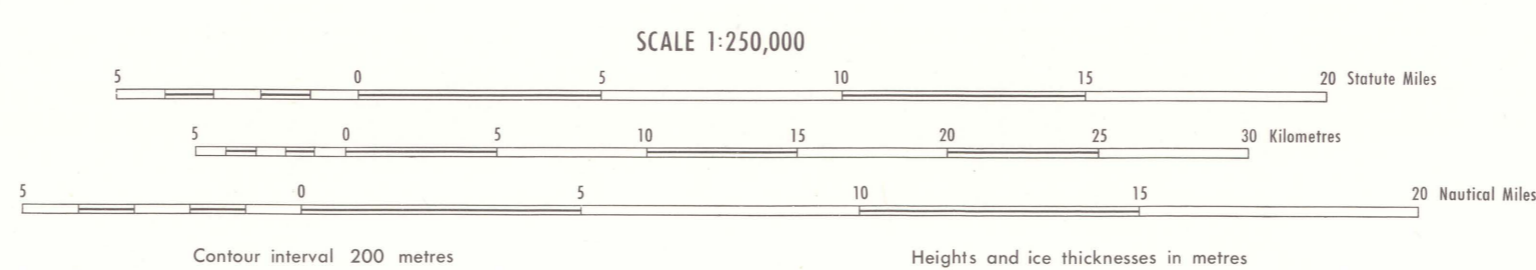 SCALE 1:250,000
5 0 5 10 15 20 Statute Miles
5 0 5 10 15 20 25 30 Kilometres
5 0 5 10 15 20 Nautical Miles
Contour interval 200 metres Heights and ice thicknesses in metres